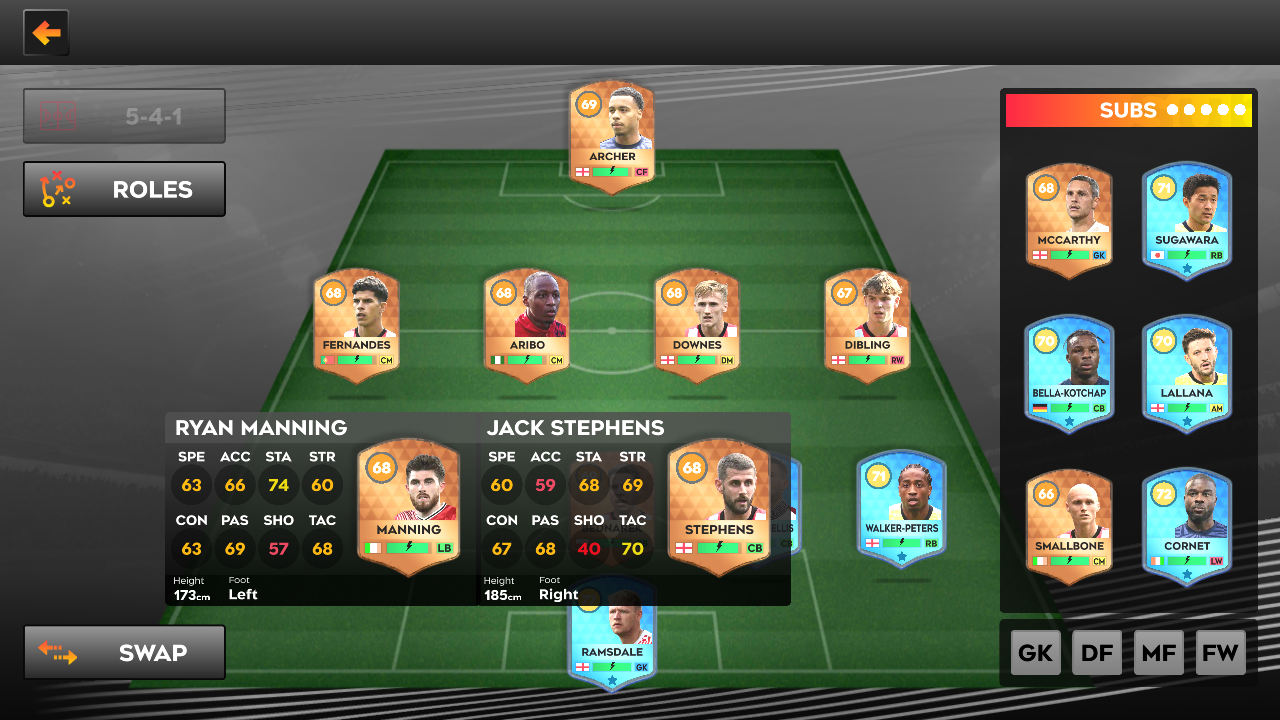 5-4-1
ROLES
69
ARCHER
CF
68
FERNANDES
CM
68
ARIBO
CM
68
DOWNES
DM
67
DIBLING
RW
RYAN MANNING
SPE ACC STA STR
63 66 74 60
CON PAS SHO TAC
63 69 57 68
Height Foot
173cm Left
68
MANNING
LB
JACK STEPHENS
SPE ACC STA STR
60 59 68 69
CON PAS SHO TAC
67 68 40 70
Height Foot
185cm Right
68
STEPHENS
CB
71
WALKER-PETERS
RB
RAMSDALE
GK
SWAP
SUBS
68
MCCARTHY
GK
71
SUGAWARA
RB
70
BELLA-KOTCHAP
CB
70
LALLANA
AM
66
SMALLBONE
CM
72
CORNET
LW
GK DF MF FW